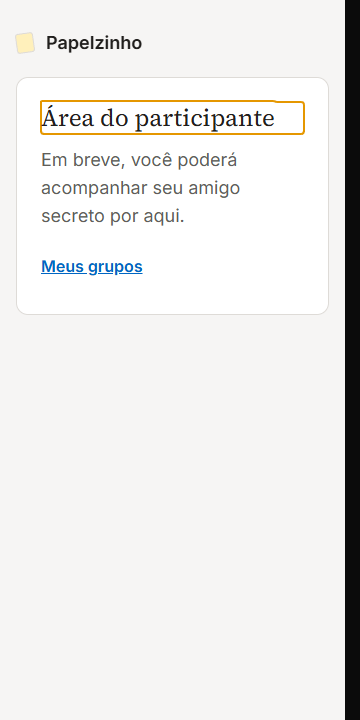 Papelzinho
Área do participante
Em breve, você poderá
acompanhar seu amigo
secreto por aqui.
Meus grupos